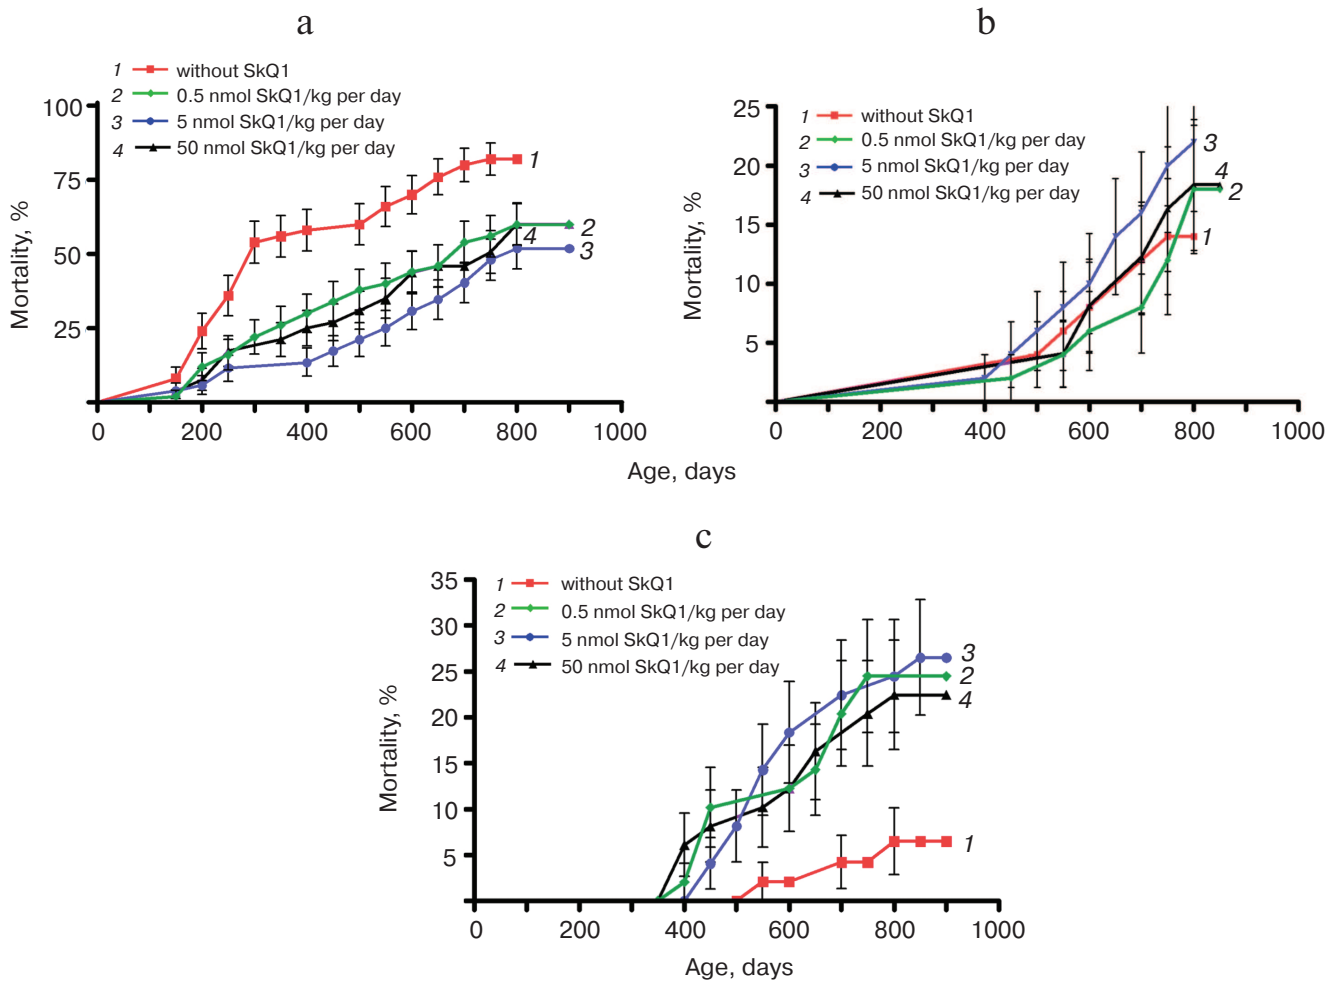 a
1 without SkQ1
2 0.5 nmol SkQ1/kg per day
3 5 nmol SkQ1/kg per day
4 50 nmol SkQ1/kg per day
Mortality, %
100
75
50
25
0 200 400 600 800 1000
1
2
4
3
b
1 without SkQ1
2 0.5 nmol SkQ1/kg per day
3 5 nmol SkQ1/kg per day
4 50 nmol SkQ1/kg per day
Mortality, %
25
20
15
10
5
0 200 400 600 800 1000
3
4
2
1
Age, days
c
1 without SkQ1
2 0.5 nmol SkQ1/kg per day
3 5 nmol SkQ1/kg per day
4 50 nmol SkQ1/kg per day
Mortality, %
35
30
25
20
15
10
5
0 200 400 600 800 1000
3
2
4
1
Age, days